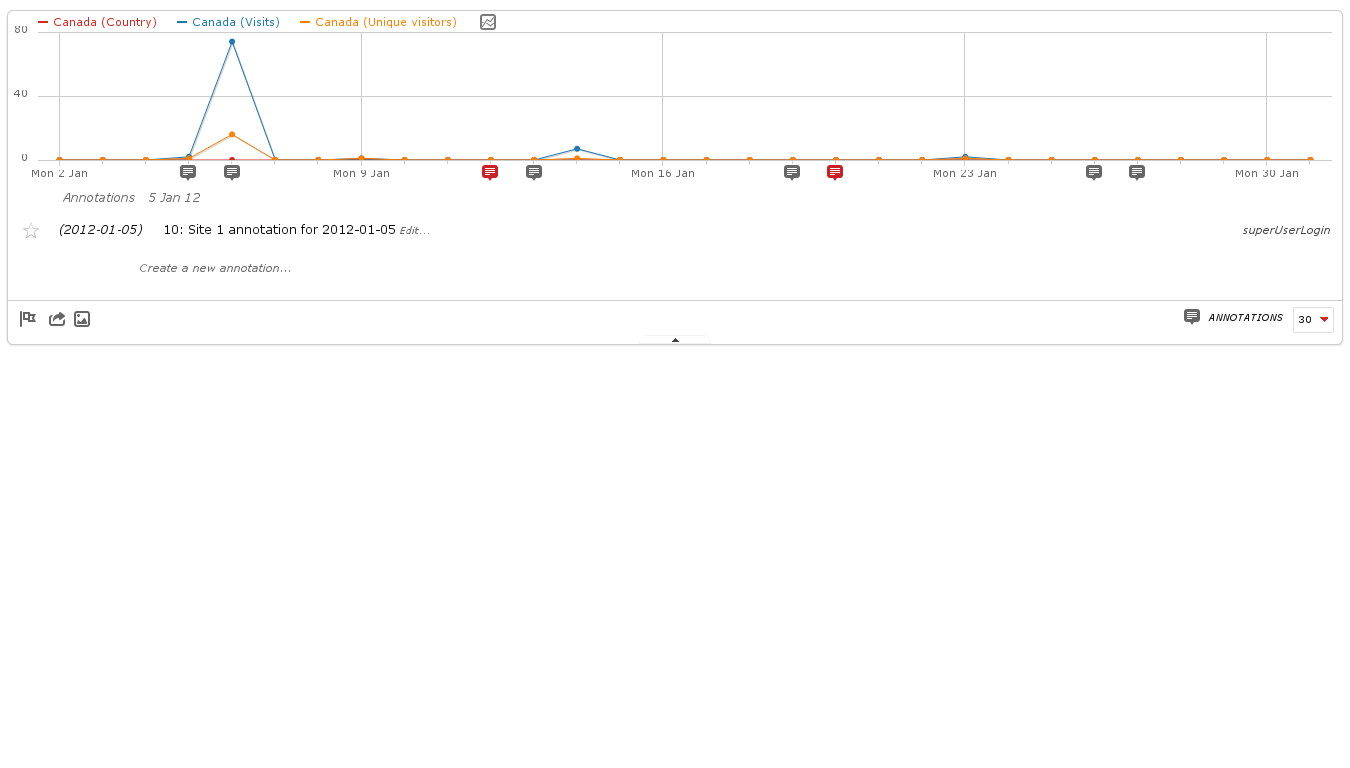 Canada (Country) Canada (Visits) Canada (Unique visitors)
80
40
0
Mon 2 Jan Mon 9 Jan Mon 16 Jan Mon 23 Jan Mon 30 Jan
Annotations 5 Jan 12
(2012-01-05) 10: Site 1 annotation for 2012-01-05 Edit... superUserLogin
Create a new annotation...
ANNOTATIONS 30